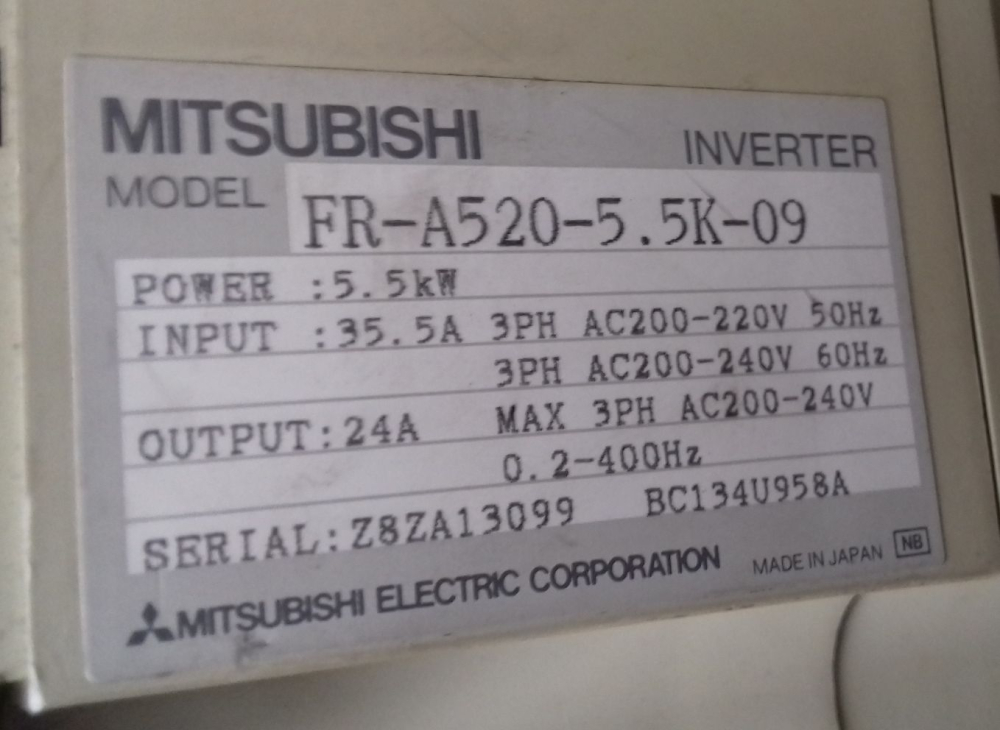 MITSUBISHI INVERTER
MODEL FR-A520-5.5K-09
POWER :5.5kW
INPUT :35.5A 3PH AC200-220V 50Hz
3PH AC200-240V 60Hz
OUTPUT:24A MAX 3PH AC200-240V
0.2-400Hz
SERIAL:Z8ZA13099 BC134U958A
MITSUBISHI ELECTRIC CORPORATION MADE IN JAPAN NB